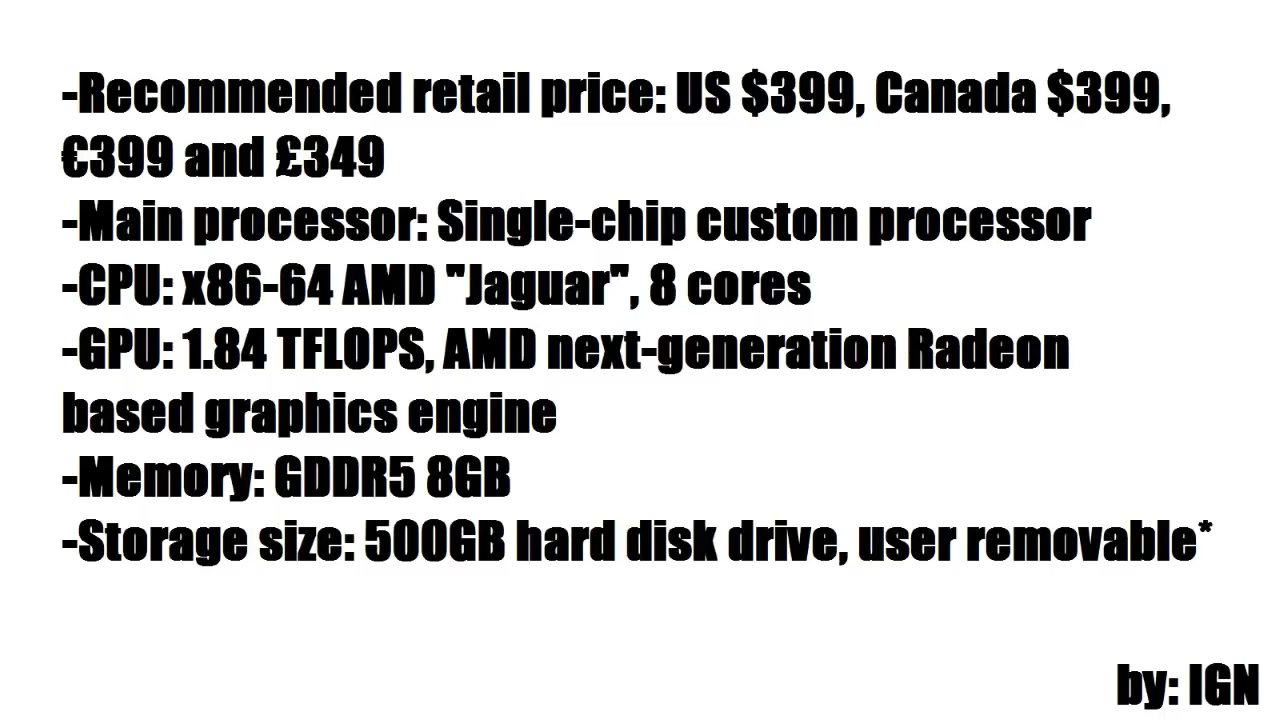 -Recommended retail price: US $399, Canada $399,
€399 and £349
-Main processor: Single-chip custom processor
-CPU: x86-64 AMD "Jaguar", 8 cores
-GPU: 1.84 TFLOPS, AMD next-generation Radeon
based graphics engine
-Memory: GDDR5 8GB
-Storage size: 500GB hard disk drive, user removable*
by: IGN